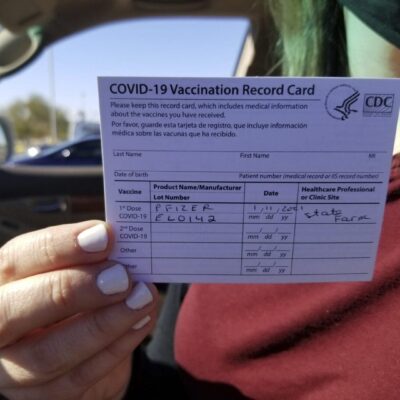 COVID-19 Vaccination Record Card
Please keep this record card, which includes medical information
about the vaccines you have received.
Por favor, guarde esta tarjeta de registro, que incluye información
médica sobre las vacunas que ha recibido.
CDC
Last Name First Name MI
Date of birth Patient number (medical record or IIS record number)
Vaccine Product Name/Manufacturer Date Healthcare Professional
Lot Number or Clinic Site
1st Dose PFIZER 1, 11, 2021 State
COVID-19 EL0142 mm dd yy Farm
2nd Dose
COVID-19 mm dd yy
Other
mm dd yy
Other
mm dd yy